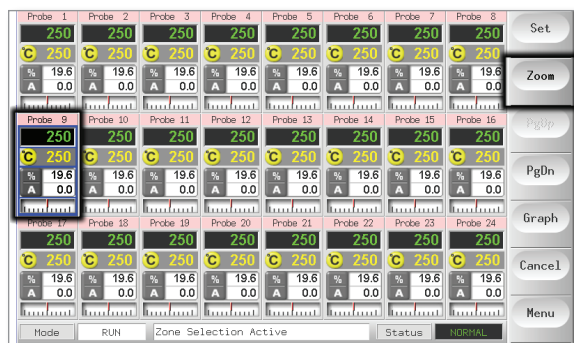 Probe 1 Probe 2 Probe 3 Probe 4 Probe 5 Probe 6 Probe 7 Probe 8
250 250 250 250 250 250 250 250
°C 250 °C 250 °C 250 °C 250 °C 250 °C 250 °C 250 °C 250
% 19.6 % 19.6 % 19.6 % 19.6 % 19.6 % 19.6 % 19.6 % 19.6
A 0.0 A 0.0 A 0.0 A 0.0 A 0.0 A 0.0 A 0.0 A 0.0
Probe 9 Probe 10 Probe 11 Probe 12 Probe 13 Probe 14 Probe 15 Probe 16
250 250 250 250 250 250 250 250
°C 250 °C 250 °C 250 °C 250 °C 250 °C 250 °C 250 °C 250
% 19.6 % 19.6 % 19.6 % 19.6 % 19.6 % 19.6 % 19.6 % 19.6
A 0.0 A 0.0 A 0.0 A 0.0 A 0.0 A 0.0 A 0.0 A 0.0
Probe 17 Probe 18 Probe 19 Probe 20 Probe 21 Probe 22 Probe 23 Probe 24
250 250 250 250 250 250 250 250
°C 250 °C 250 °C 250 °C 250 °C 250 °C 250 °C 250 °C 250
% 19.6 % 19.6 % 19.6 % 19.6 % 19.6 % 19.6 % 19.6 % 19.6
A 0.0 A 0.0 A 0.0 A 0.0 A 0.0 A 0.0 A 0.0 A 0.0
Mode RUN Zone Selection Active Status NORMAL
Set
Zoom
PgUp
PgDn
Graph
Cancel
Menu